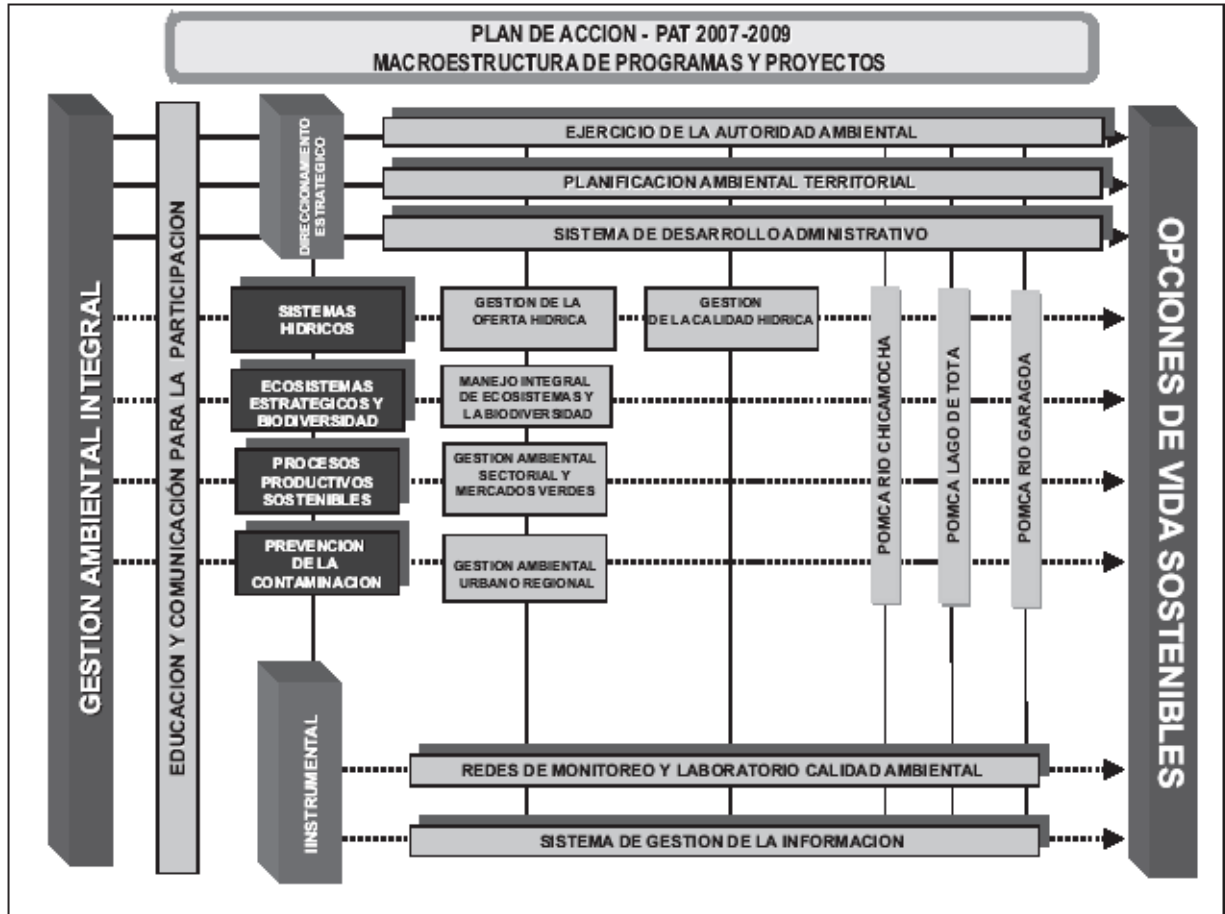 PLAN DE ACCION - PAT 2007-2009
MACROESTRUCTURA DE PROGRAMAS Y PROYECTOS
GESTION AMBIENTAL INTEGRAL
EDUCACION Y COMUNICACIÓN PARA LA PARTICIPACION
DIRECCIONAMIENTO
ESTRATEGICO
EJERCICIO DE LA AUTORIDAD AMBIENTAL
PLANIFICACION AMBIENTAL TERRITORIAL
SISTEMA DE DESARROLLO ADMINISTRATIVO
SISTEMAS
HIDRICOS
GESTION DE LA
OFERTA HIDRICA
GESTION
DE LA CALIDAD HIDRICA
ECOSISTEMAS
ESTRATEGICOS Y
BIODIVERSIDAD
MANEJO INTEGRAL
DE ECOSISTEMAS Y
LA BIODIVERSIDAD
PROCESOS
PRODUCTIVOS
SOSTENIBLES
GESTION AMBIENTAL
SECTORIAL Y
MERCADOS VERDES
PREVENCION
DE LA
CONTAMINACION
GESTION AMBIENTAL
URBANO REGIONAL
POMCA RIO CHICAMOCHA
POMCA LAGO DE TOTA
POMCA RIO GARAGOA
IINSTRUMENTAL
REDES DE MONITOREO Y LABORATORIO CALIDAD AMBIENTAL
SISTEMA DE GESTION DE LA INFORMACION
OPCIONES DE VIDA SOSTENIBLES